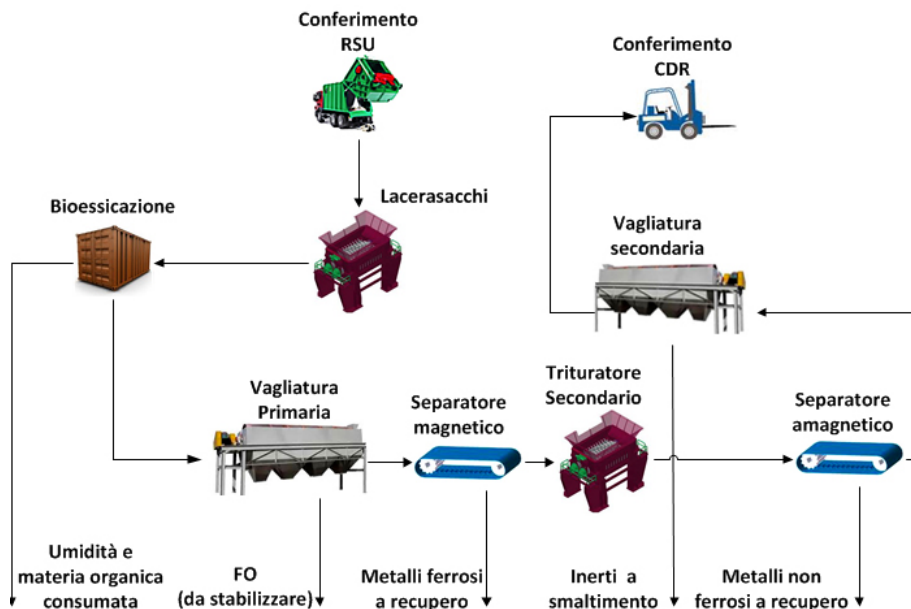 Conferimento
RSU
Conferimento
CDR
Lacerasacchi
Bioessicazione
Vagliatura
secondaria
Vagliatura
Primaria
Separatore
magnetico
Trituratore
Secondario
Separatore
amagnetico
Umidità e
materia organica
consumata
FO
(da stabilizzare)
Metalli ferrosi
a recupero
Inerti a
smaltimento
Metalli non
ferrosi a recupero